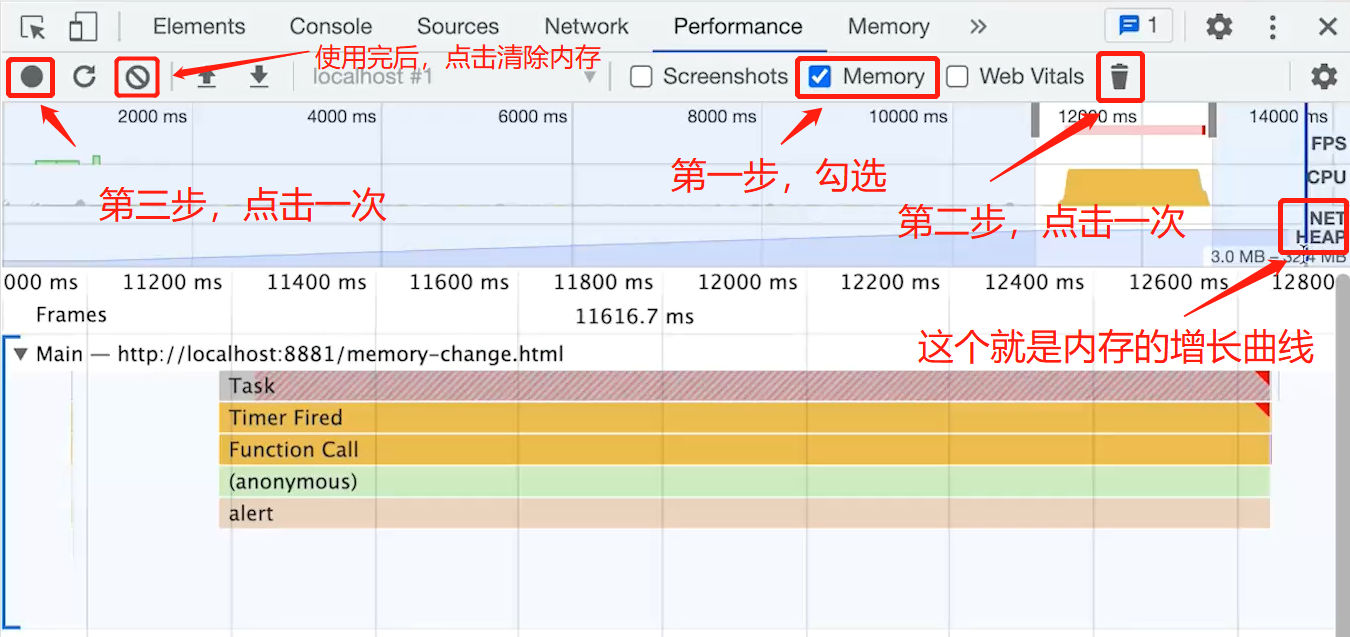 Elements Console Sources Network Performance Memory » 1
使用完后，点击清除内存
localhost #1 Screenshots Memory Web Vitals
2000 ms 4000 ms 6000 ms 8000 ms 10000 ms 12000 ms 14000 ms
FPS
第一步，勾选
CPU
第三步，点击一次
第二步，点击一次
NET
HEAP
3.0 MB – 32.4 MB
000 ms 11200 ms 11400 ms 11600 ms 11800 ms 12000 ms 12200 ms 12400 ms 12600 ms 12800
Frames 11616.7 ms
这个就是内存的增长曲线
Main — http://localhost:8881/memory-change.html
Task
Timer Fired
Function Call
(anonymous)
alert